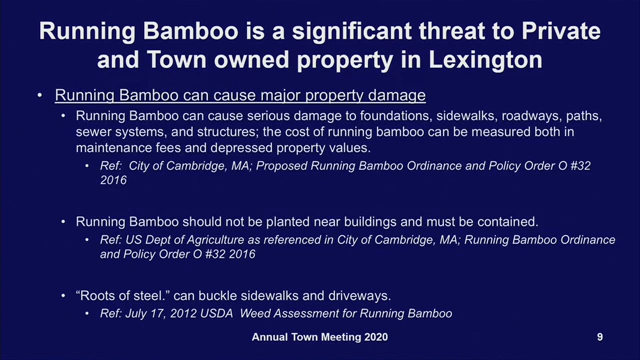 Running Bamboo is a significant threat to Private
and Town owned property in Lexington
• Running Bamboo can cause major property damage
• Running Bamboo can cause serious damage to foundations, sidewalks, roadways, paths,
sewer systems, and structures; the cost of running bamboo can be measured both in
maintenance fees and depressed property values.
• Ref: City of Cambridge, MA; Proposed Running Bamboo Ordinance and Policy Order O #32
2016
• Running Bamboo should not be planted near buildings and must be contained.
• Ref: US Dept of Agriculture as referenced in City of Cambridge, MA; Running Bamboo Ordinance
and Policy Order O #32 2016
• “Roots of steel.” can buckle sidewalks and driveways.
• Ref: July 17, 2012 USDA Weed Assessment for Running Bamboo
Annual Town Meeting 2020 9